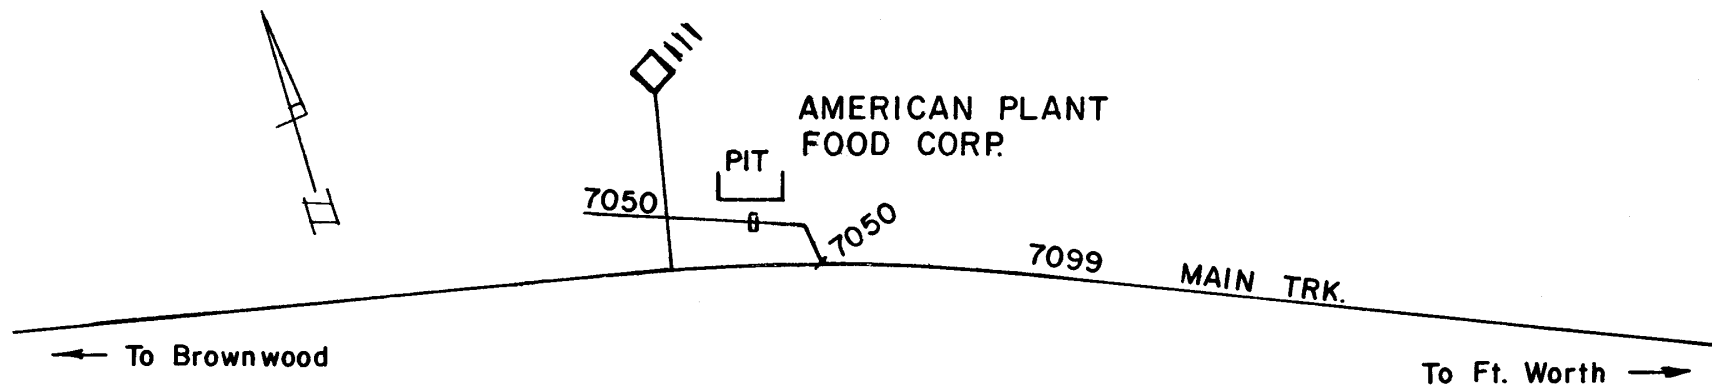 AMERICAN PLANT
FOOD CORP.
PIT
7050
7050
7099
MAIN TRK.
To Brownwood
To Ft. Worth